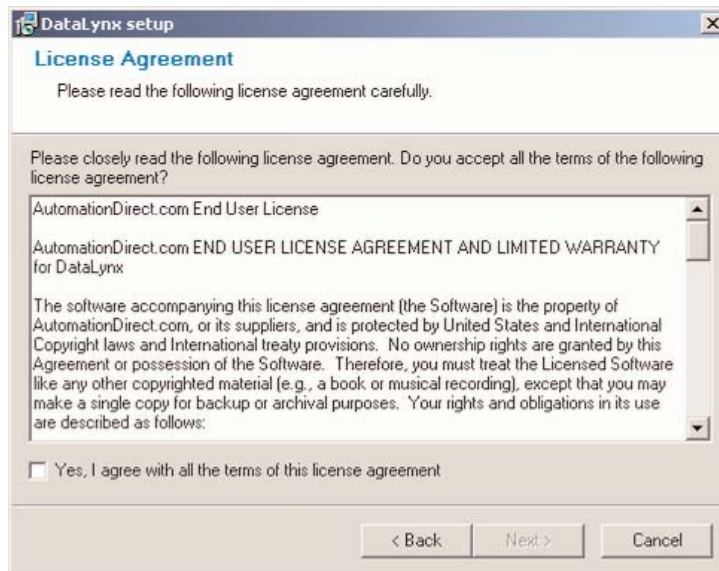 DataLynx setup
License Agreement
Please read the following license agreement carefully.
Please closely read the following license agreement. Do you accept all the terms of the following
license agreement?
AutomationDirect.com End User License
AutomationDirect.com END USER LICENSE AGREEMENT AND LIMITED WARRANTY
for DataLynx
The software accompanying this license agreement (the Software) is the property of
AutomationDirect.com, or its suppliers, and is protected by United States and International
Copyright laws and International treaty provisions.  No ownership rights are granted by this
Agreement or possession of the Software.  Therefore, you must treat the Licensed Software
like any other copyrighted material (e.g., a book or musical recording), except that you may
make a single copy for backup or archival purposes.  Your rights and obligations in its use
are described as follows:
Yes, I agree with all the terms of this license agreement
< Back
Next >
Cancel